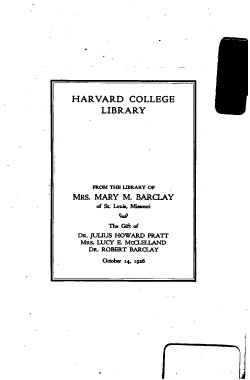 HARVARD COLLEGE
LIBRARY
FROM THE LIBRARY OF
MRS. MARY M. BARCLAY
of St. Louis, Missouri
The Gift of
DR. JULIUS HOWARD PRATT
MRS. LUCY E. McCLELLAND
DR. ROBERT BARCLAY
October 14, 1926